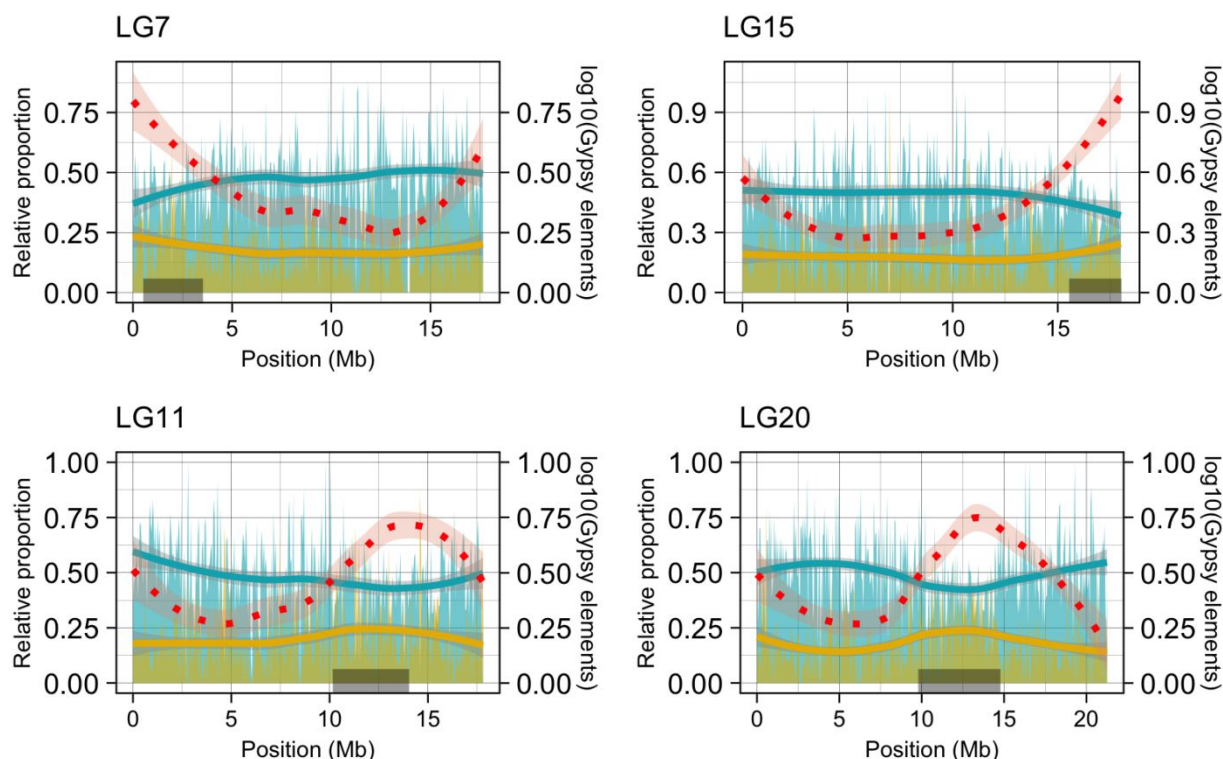 LG7
Relative proportion
0.75
0.50
0.25
0.00
0 5 10 15
Position (Mb)
0.75
0.50
0.25
0.00
log10(Gypsy elements)
LG15
Relative proportion
0.9
0.6
0.3
0.0
0 5 10 15
Position (Mb)
0.9
0.6
0.3
0.0
log10(Gypsy elements)
LG11
Relative proportion
1.00
0.75
0.50
0.25
0.00
0 5 10 15
Position (Mb)
1.00
0.75
0.50
0.25
0.00
log10(Gypsy elements)
LG20
Relative proportion
1.00
0.75
0.50
0.25
0.00
0 5 10 15 20
Position (Mb)
1.00
0.75
0.50
0.25
0.00
log10(Gypsy elements)